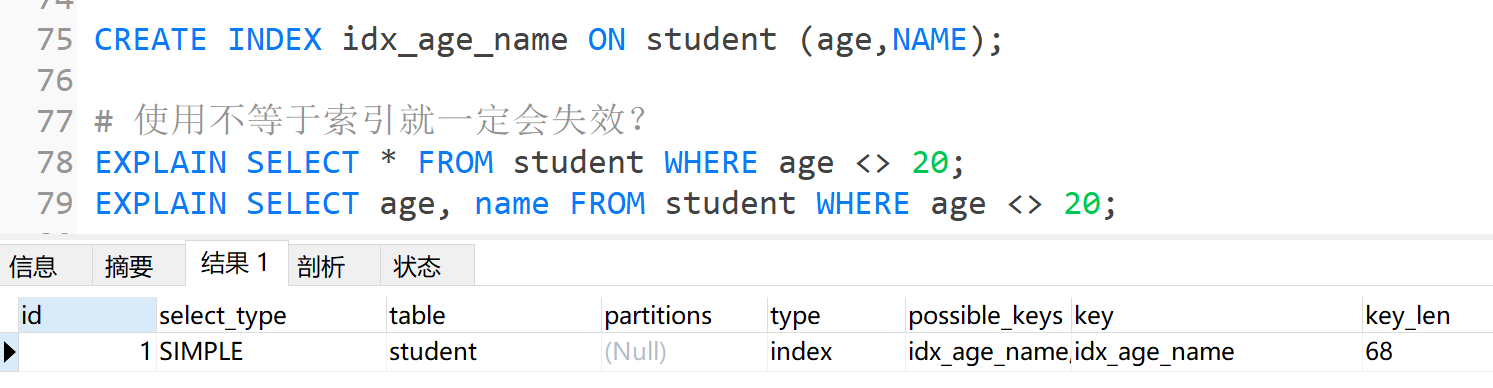 75 CREATE INDEX idx_age_name ON student (age,NAME);
76
77 # 使用不等于索引就一定会失效?
78 EXPLAIN SELECT * FROM student WHERE age <> 20;
79 EXPLAIN SELECT age, name FROM student WHERE age <> 20;
信息 摘要 结果 1 剖析 状态
id select_type table partitions type possible_keys key key_len
1 SIMPLE student (Null) index idx_age_name, idx_age_name 68